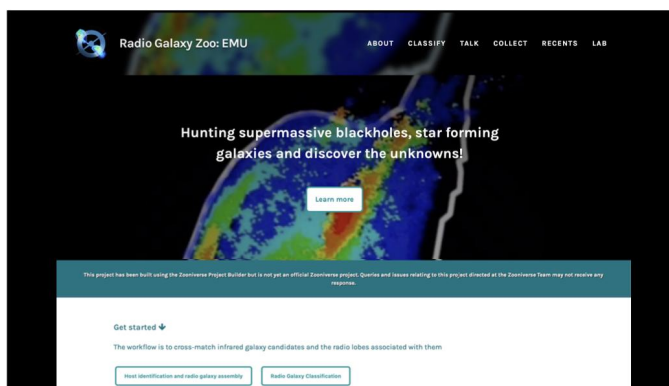 Radio Galaxy Zoo: EMU
ABOUT CLASSIFY TALK COLLECT RECENTS LAB
Hunting supermassive blackholes, star forming
galaxies and discover the unknowns!
Learn more
This project has been built using the Zooniverse Project Builder but is not yet an official Zooniverse project. Queries and issues relating to this project directed at the Zooniverse Team may not receive any
response.
Get started ↓
The workflow is to cross-match infrared galaxy candidates and the radio lobes associated with them
Host identification and radio galaxy assembly
Radio Galaxy Classification